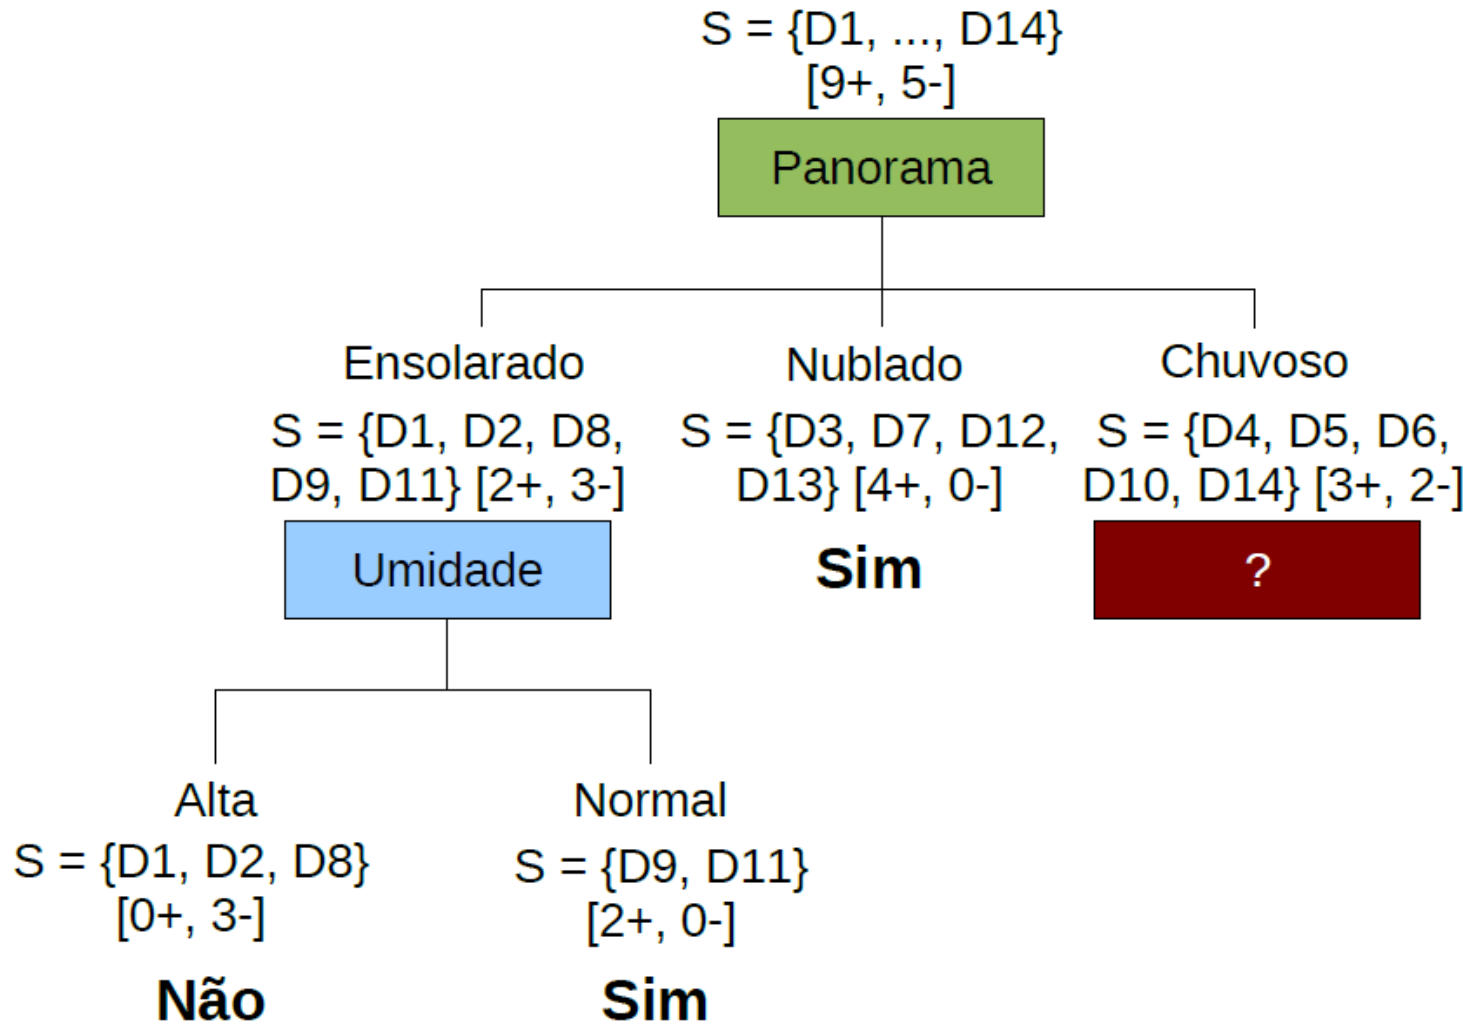 S = {D1, ..., D14}
[9+, 5-]
Panorama
Ensolarado
S = {D1, D2, D8,
D9, D11} [2+, 3-]
Umidade
Nublado
S = {D3, D7, D12,
D13} [4+, 0-]
Sim
Chuvoso
S = {D4, D5, D6,
D10, D14} [3+, 2-]
?
Alta
S = {D1, D2, D8}
[0+, 3-]
Não
Normal
S = {D9, D11}
[2+, 0-]
Sim